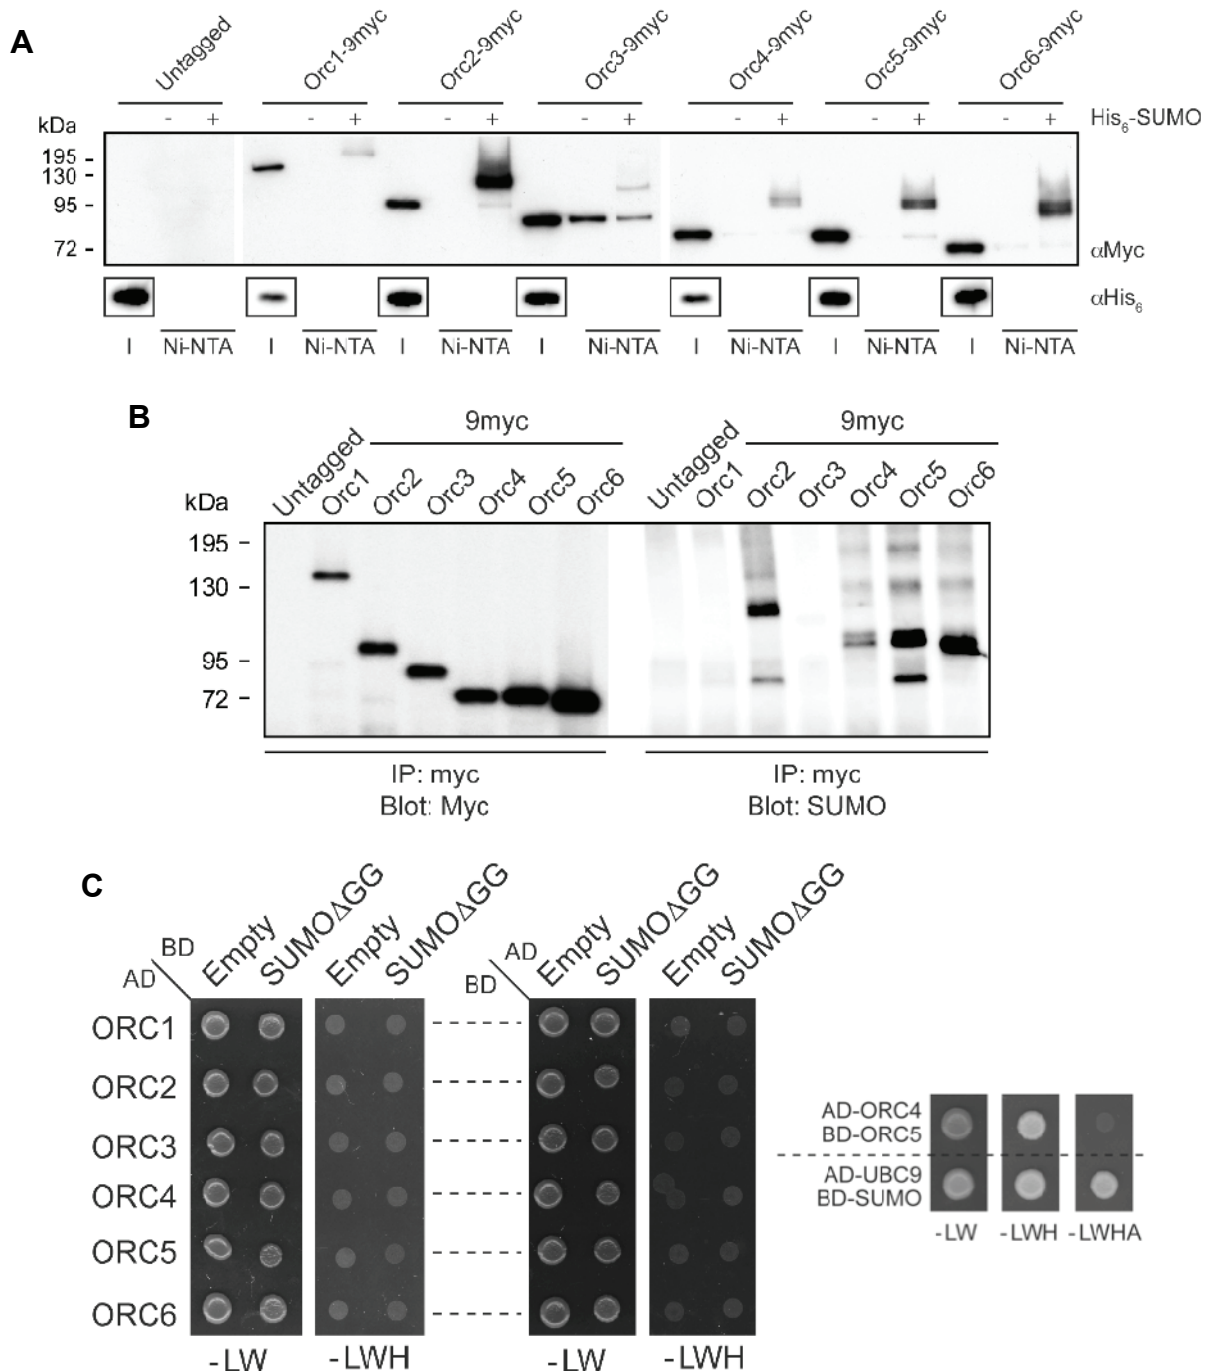 A
Untagged Orc1-9myc Orc2-9myc Orc3-9myc Orc4-9myc Orc5-9myc Orc6-9myc
- + - + - + - + - + - + - + His6-SUMO
kDa
195 -
130 -
95 -
72 -
αMyc
αHis6
I Ni-NTA I Ni-NTA I Ni-NTA I Ni-NTA I Ni-NTA I Ni-NTA I Ni-NTA
B
9myc 9myc
Untagged Orc1 Orc2 Orc3 Orc4 Orc5 Orc6 Untagged Orc1 Orc2 Orc3 Orc4 Orc5 Orc6
kDa
195 -
130 -
95 -
72 -
IP: myc IP: myc
Blot: Myc Blot: SUMO
C
BD Empty SUMOΔGG Empty SUMOΔGG AD Empty SUMOΔGG Empty SUMOΔGG
AD BD
ORC1
ORC2
ORC3
ORC4
ORC5
ORC6
-LW -LWH -LW -LWH
AD-ORC4
BD-ORC5
AD-UBC9
BD-SUMO
-LW -LWH -LWHA